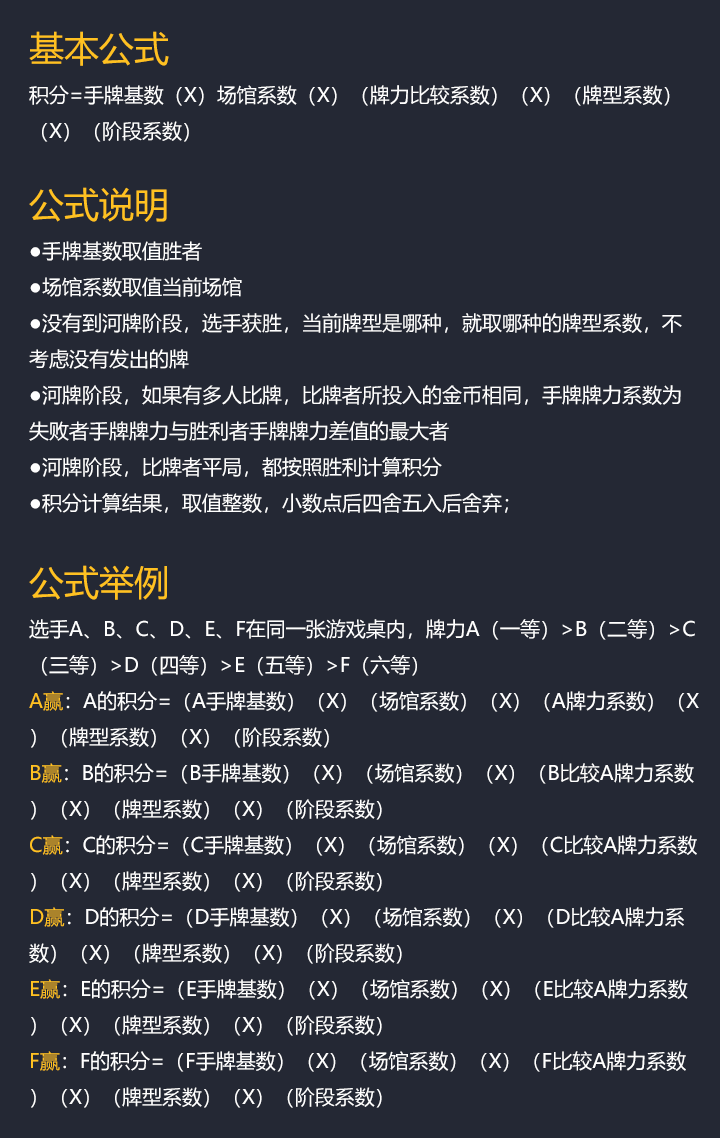 基本公式
积分=手牌基数（X）场馆系数（X）（牌力比较系数）（X）（牌型系数）
（X）（阶段系数）
公式说明
●手牌基数取值胜者
●场馆系数取值当前场馆
●没有到河牌阶段，选手获胜，当前牌型是哪种，就取哪种的牌型系数，不
考虑没有发出的牌
●河牌阶段，如果有多人比牌，比牌者所投入的金币相同，手牌牌力系数为
失败者手牌牌力与胜利者手牌牌力差值的最大者
●河牌阶段，比牌者平局，都按照胜利计算积分
●积分计算结果，取值整数，小数点后四舍五入后舍弃；
公式举例
选手A、B、C、D、E、F在同一张游戏桌内，牌力A（一等）>B（二等）>C
（三等）>D（四等）>E（五等）>F（六等）
A赢：A的积分=（A手牌基数）（X）（场馆系数）（X）（A牌力系数）（X
）（牌型系数）（X）（阶段系数）
B赢：B的积分=（B手牌基数）（X）（场馆系数）（X）（B比较A牌力系数
）（X）（牌型系数）（X）（阶段系数）
C赢：C的积分=（C手牌基数）（X）（场馆系数）（X）（C比较A牌力系数
）（X）（牌型系数）（X）（阶段系数）
D赢：D的积分=（D手牌基数）（X）（场馆系数）（X）（D比较A牌力系
数）（X）（牌型系数）（X）（阶段系数）
E赢：E的积分=（E手牌基数）（X）（场馆系数）（X）（E比较A牌力系数
）（X）（牌型系数）（X）（阶段系数）
F赢：F的积分=（F手牌基数）（X）（场馆系数）（X）（F比较A牌力系数
）（X）（牌型系数）（X）（阶段系数）